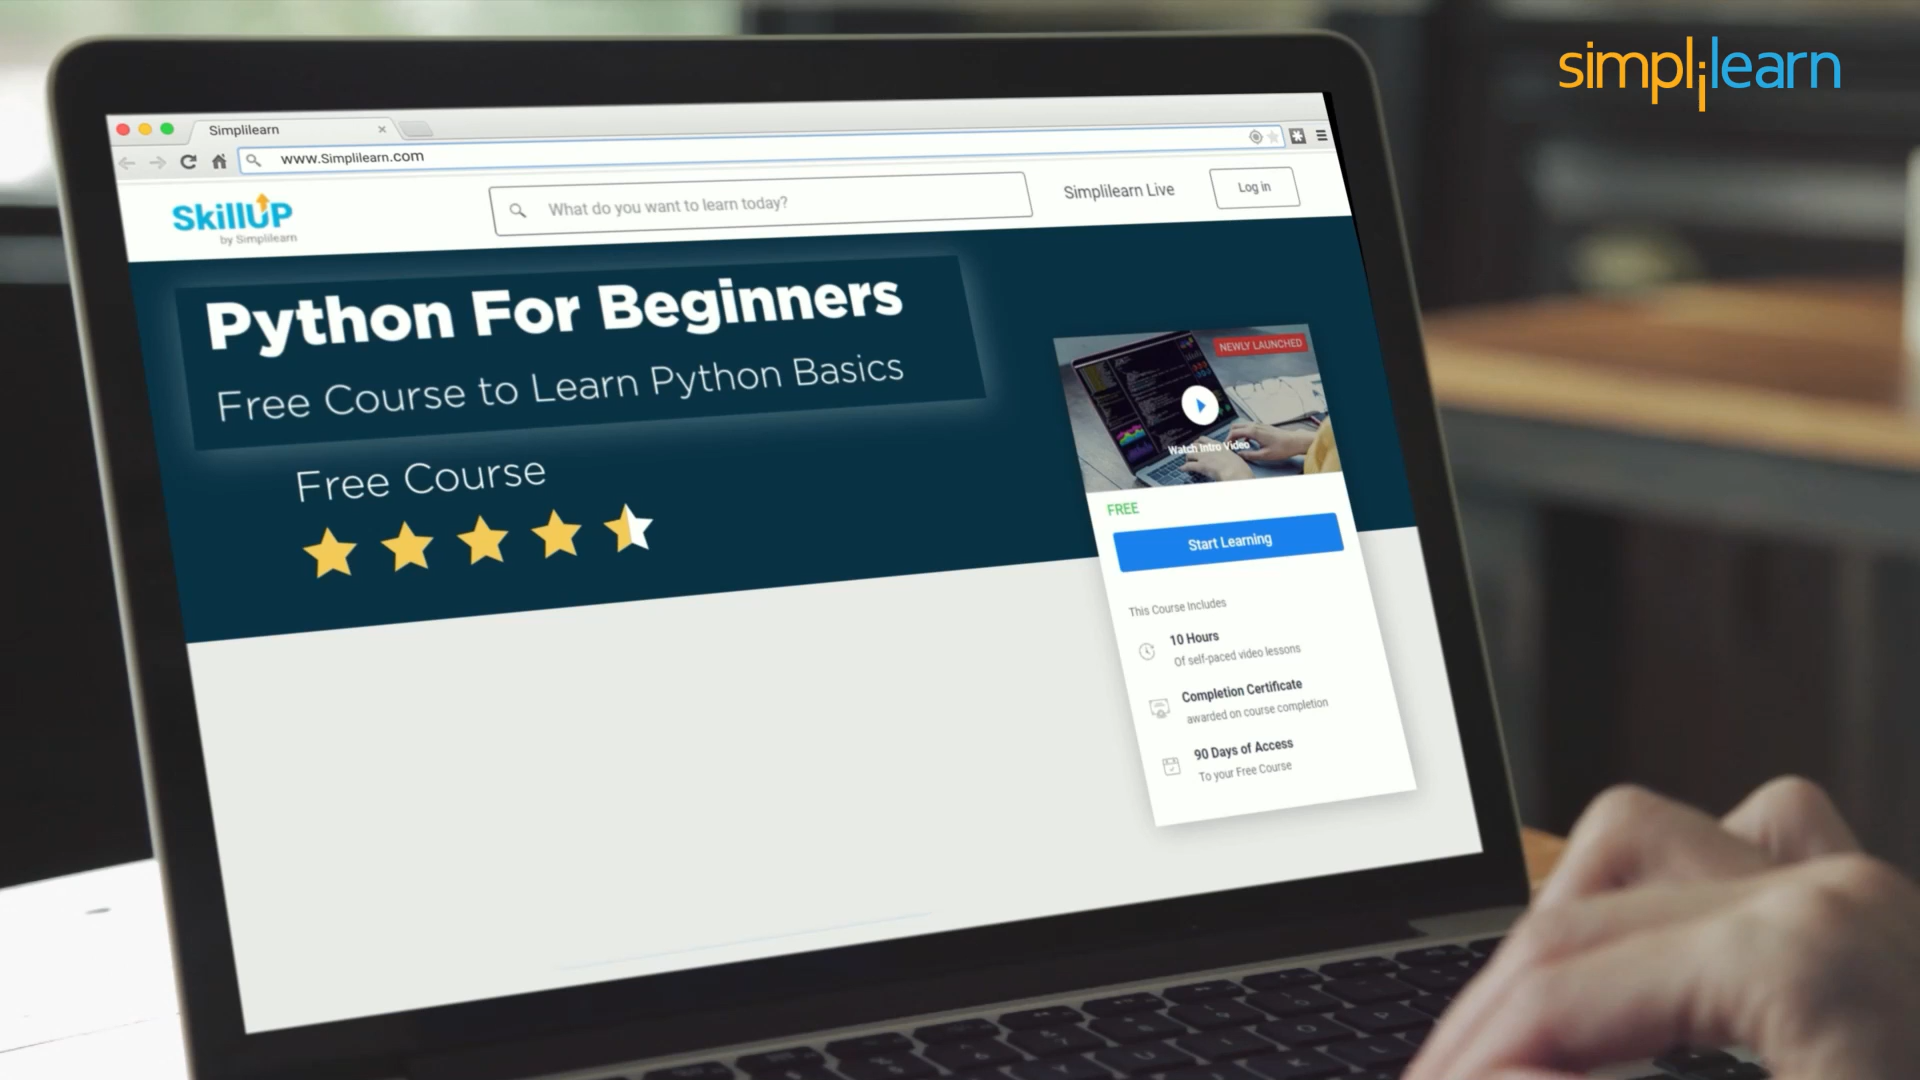 simplilearn
Simplilearn
www.Simplilearn.com
SkillUP
by Simplilearn
What do you want to learn today?
Simplilearn Live
Log in
Python For Beginners
Free Course to Learn Python Basics
Free Course
NEWLY LAUNCHED
Watch Intro Video
FREE
Start Learning
This Course Includes
10 Hours
Of self-paced video lessons
Completion Certificate
awarded on course completion
90 Days of Access
To your Free Course